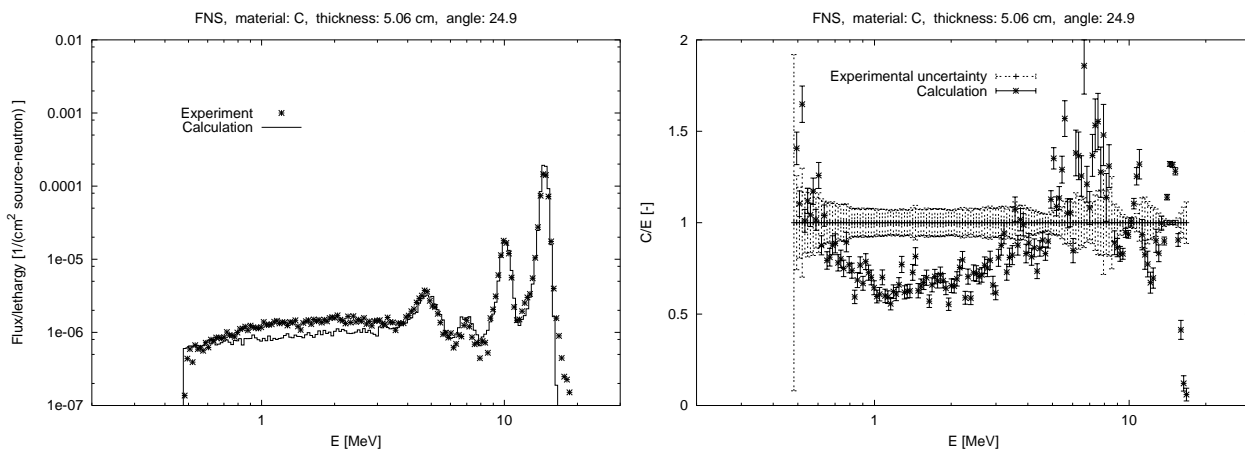 FNS, material: C, thickness: 5.06 cm, angle: 24.9
Flux/lethargy [1/(cm2 source-neutron) ]
0.01
0.001
0.0001
1e-05
1e-06
1e-07
Experiment
Calculation
1
10
E [MeV]
FNS, material: C, thickness: 5.06 cm, angle: 24.9
C/E [-]
2
1.5
1
0.5
0
Experimental uncertainty
Calculation
1
10
E [MeV]